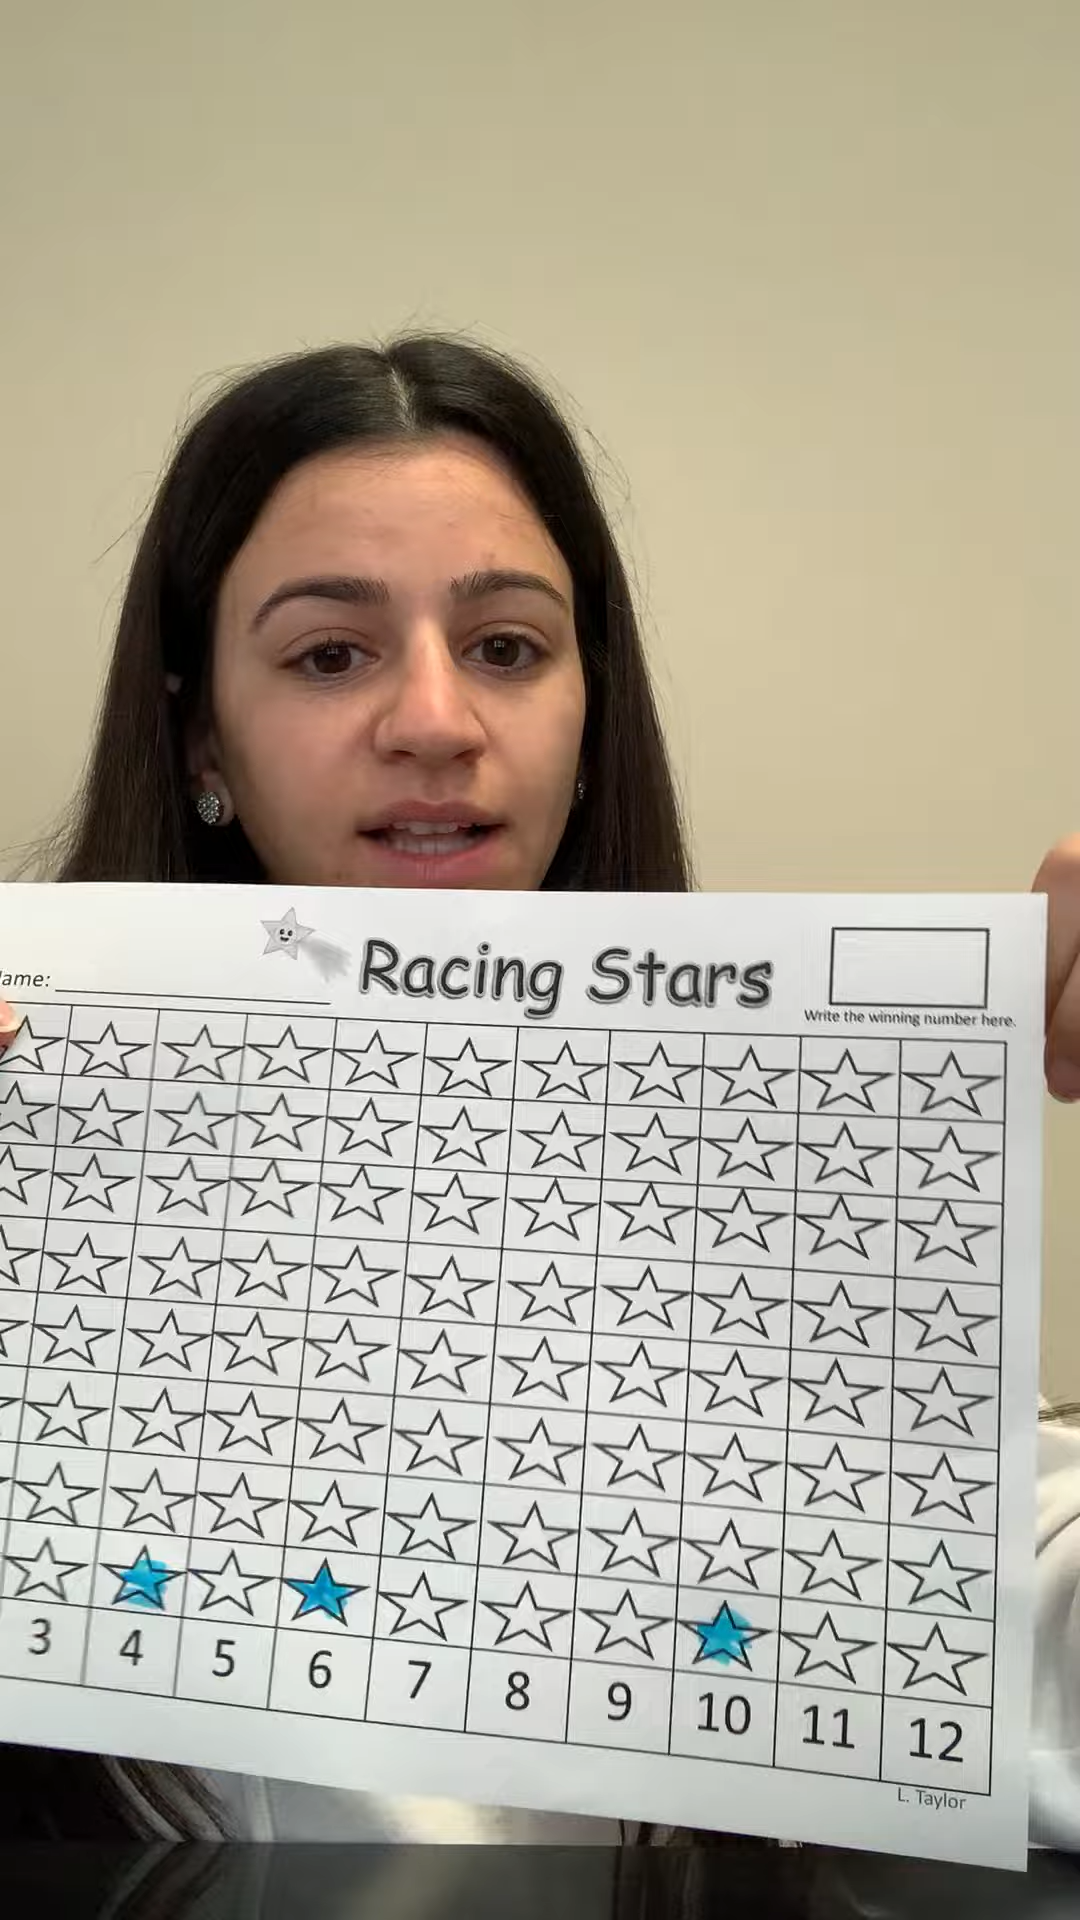 ame:
Racing Stars
Write the winning number here.
3 4 5 6 7 8 9 10 11 12
L. Taylor